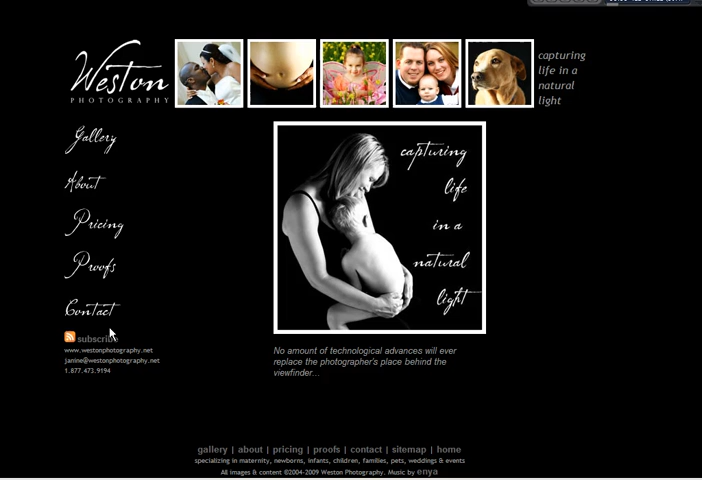 Weston
PHOTOGRAPHY
capturing
life in a
natural
light
Gallery
About
Pricing
Proofs
Contact
subscribe
www.westonphotography.net
janine@westonphotography.net
1.877.473.9194
capturing
life
in a
natural
light
No amount of technological advances will ever
replace the photographer's place behind the
viewfinder...
gallery | about | pricing | proofs | contact | sitemap | home
specializing in maternity, newborns, infants, children, families, pets, weddings & events
All images & content ©2004-2009 Weston Photography. Music by enya